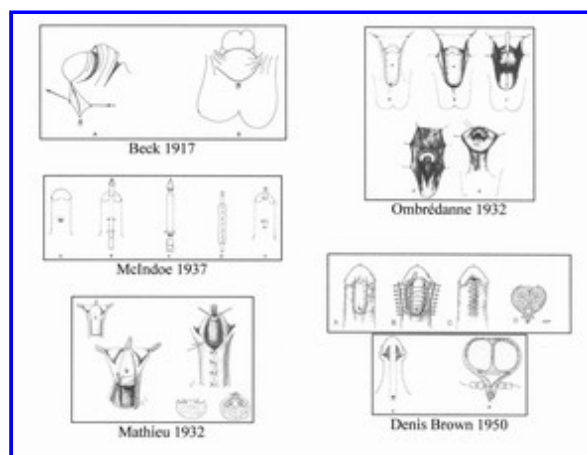 Beck 1917
Ombrédanne 1932
McIndoe 1937
Mathieu 1932
Denis Brown 1950